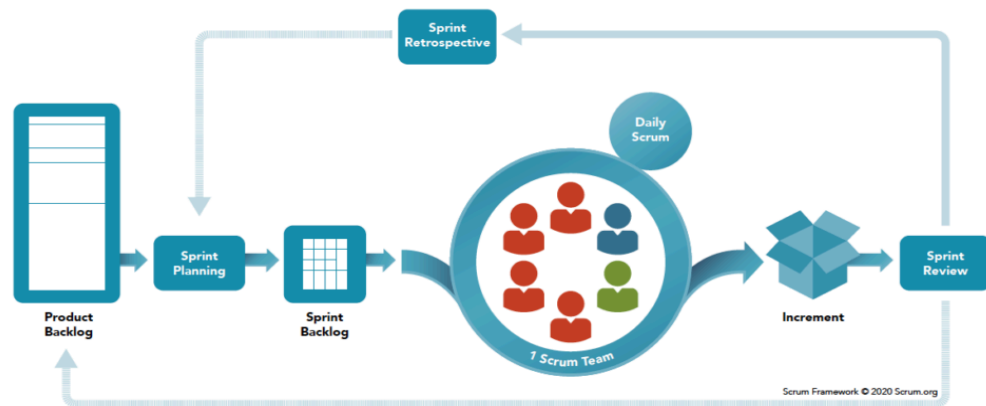 Sprint
Retrospective
Daily
Scrum
Sprint
Planning
Sprint
Review
Product
Backlog
Sprint
Backlog
Increment
1 Scrum Team
Scrum Framework © 2020 Scrum.org